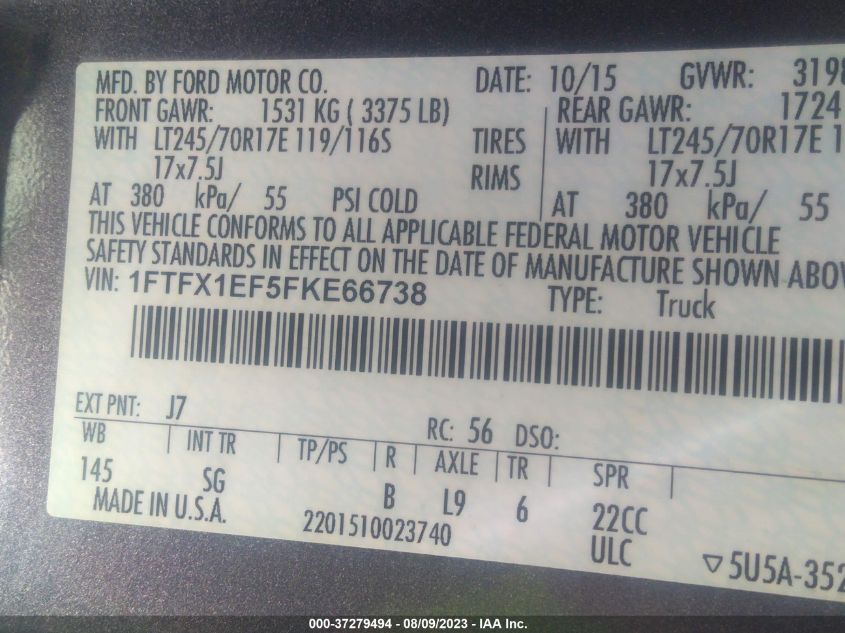 MFD. BY FORD MOTOR CO. DATE: 10/15 GVWR: 3198
FRONT GAWR: 1531 KG ( 3375 LB) REAR GAWR: 1724
WITH LT245/70R17E 119/116S TIRES WITH LT245/70R17E 1
17x7.5J RIMS 17x7.5J
AT 380 kPa/ 55 PSI COLD AT 380 kPa/ 55
THIS VEHICLE CONFORMS TO ALL APPLICABLE FEDERAL MOTOR VEHICLE
SAFETY STANDARDS IN EFFECT ON THE DATE OF MANUFACTURE SHOWN ABOV
VIN: 1FTFX1EF5FKE66738 TYPE: Truck
EXT PNT: J7 RC: 56 DSO:
WB INT TR TP/PS R AXLE TR SPR
145 SG B L9 6 22CC
MADE IN U.S.A. 2201510023740 ULC ▽5U5A-352
000-37279494 - 08/09/2023 - IAA Inc.